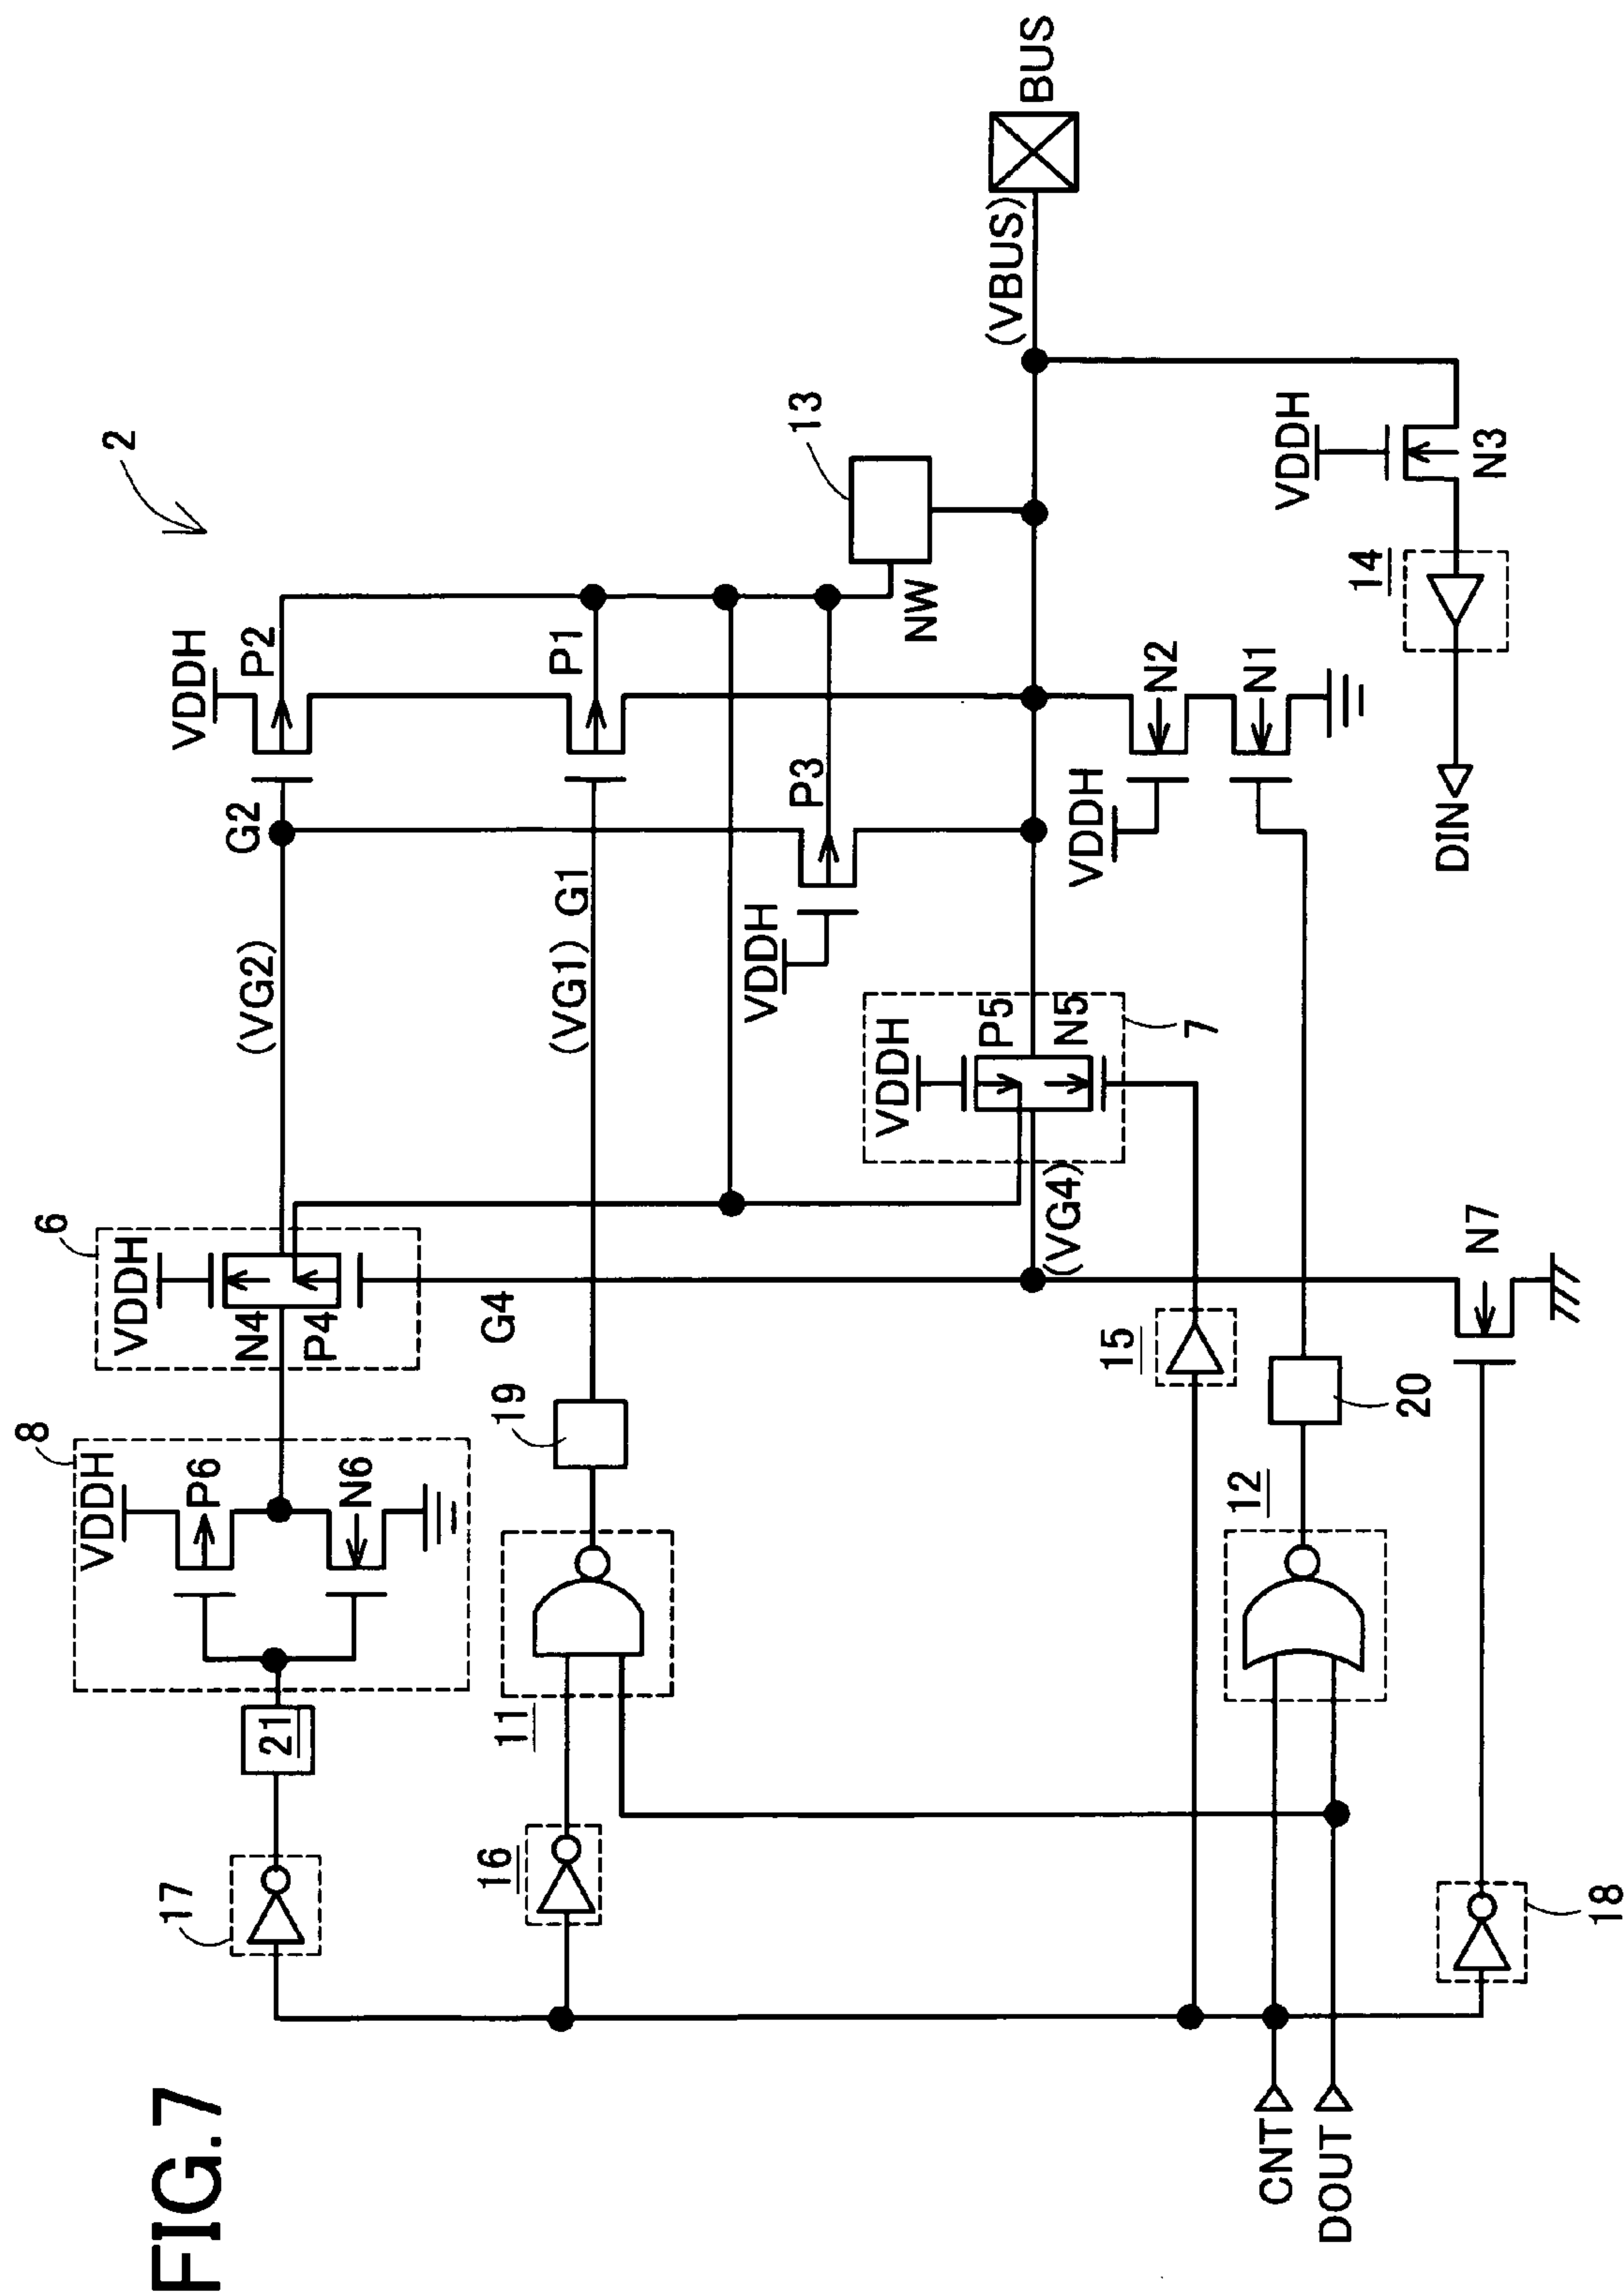 FIG.7
2
BUS
(VBUS)
13
NW
VDDH
P2
G2
(VG2)
P1
(VG1) G1
P3
VDDH
VDDH
N3
14
DIN
VDDH
N2
N1
6
VDDH
N4
P4
G4
VDDH
P5
N5
7
(VG4)
N7
8
VDDH
P6
N6
19
15
20
21
11
12
17
16
18
CNT
DOUT